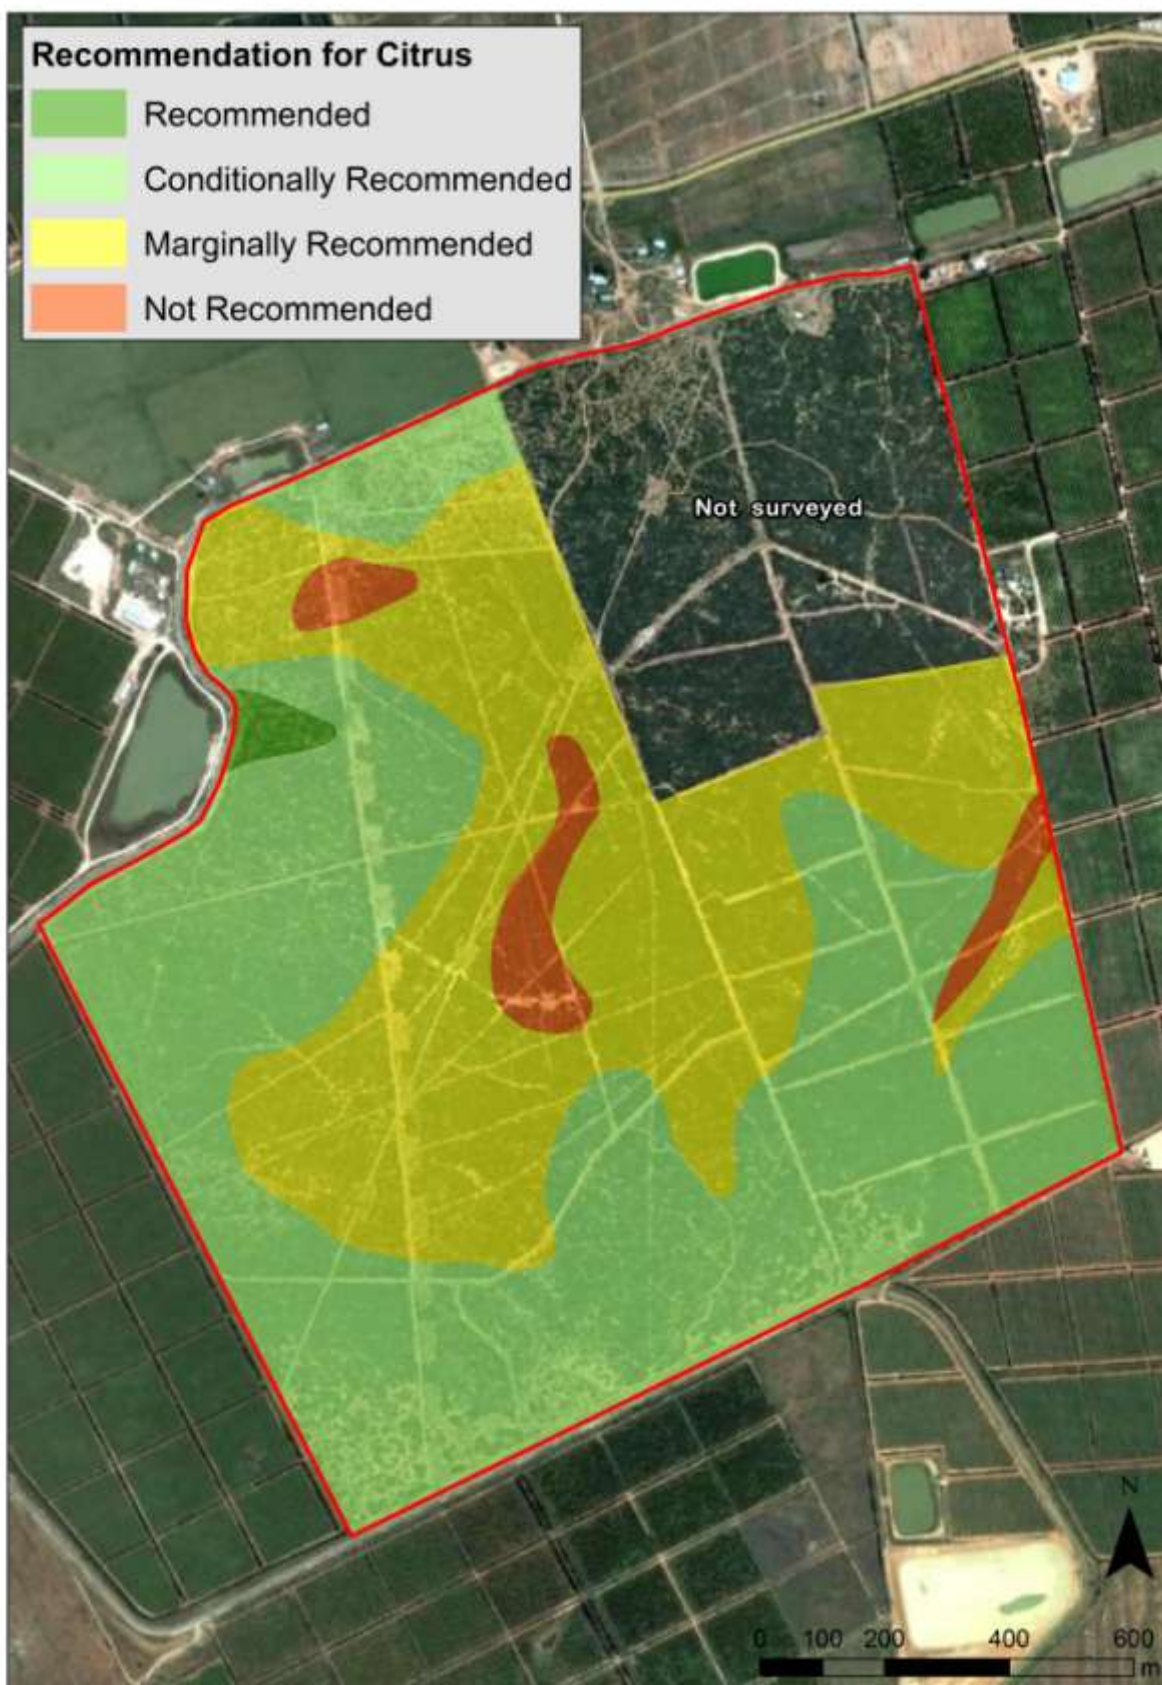 Recommendation for Citrus
Recommended
Conditionally Recommended
Marginally Recommended
Not Recommended
Not surveyed
N
0 100 200 400 600
m